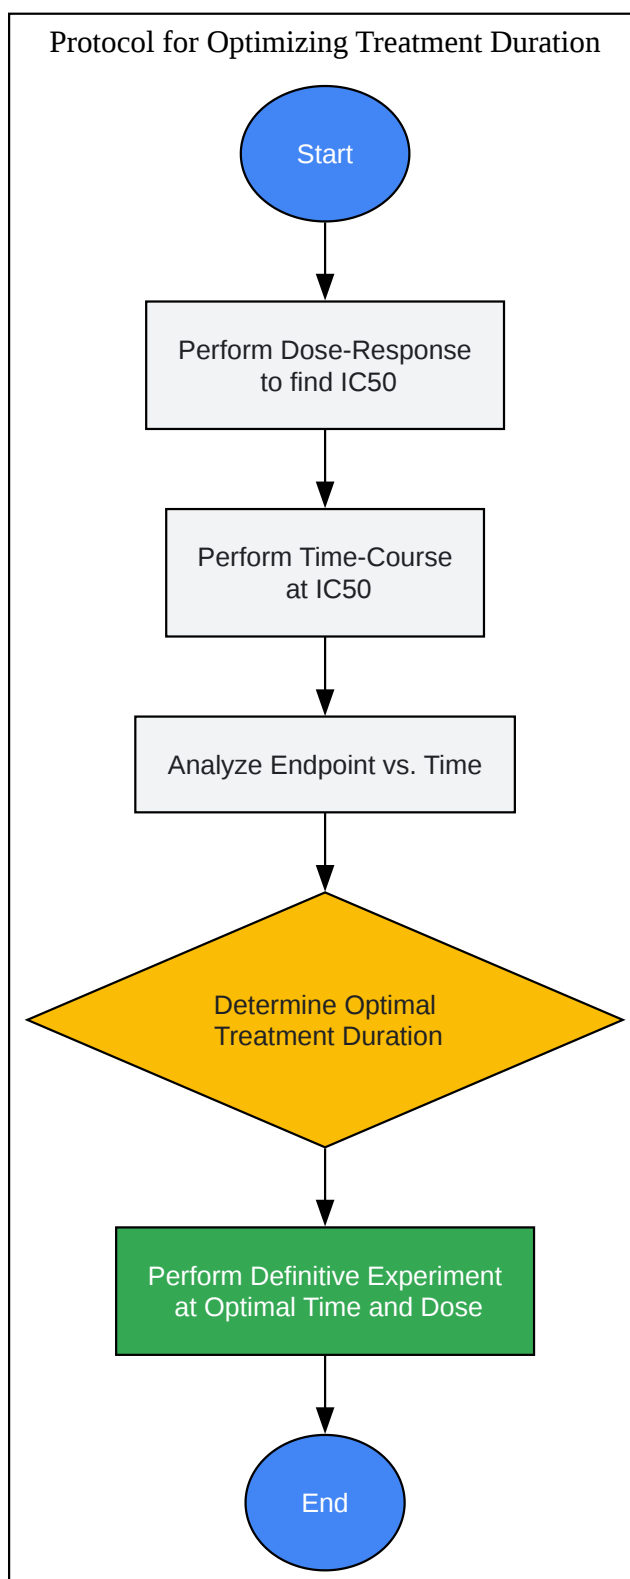 Protocol for Optimizing Treatment Duration
Start
Perform Dose-Response
to find IC50
Perform Time-Course
at IC50
Analyze Endpoint vs. Time
Determine Optimal
Treatment Duration
Perform Definitive Experiment
at Optimal Time and Dose
End